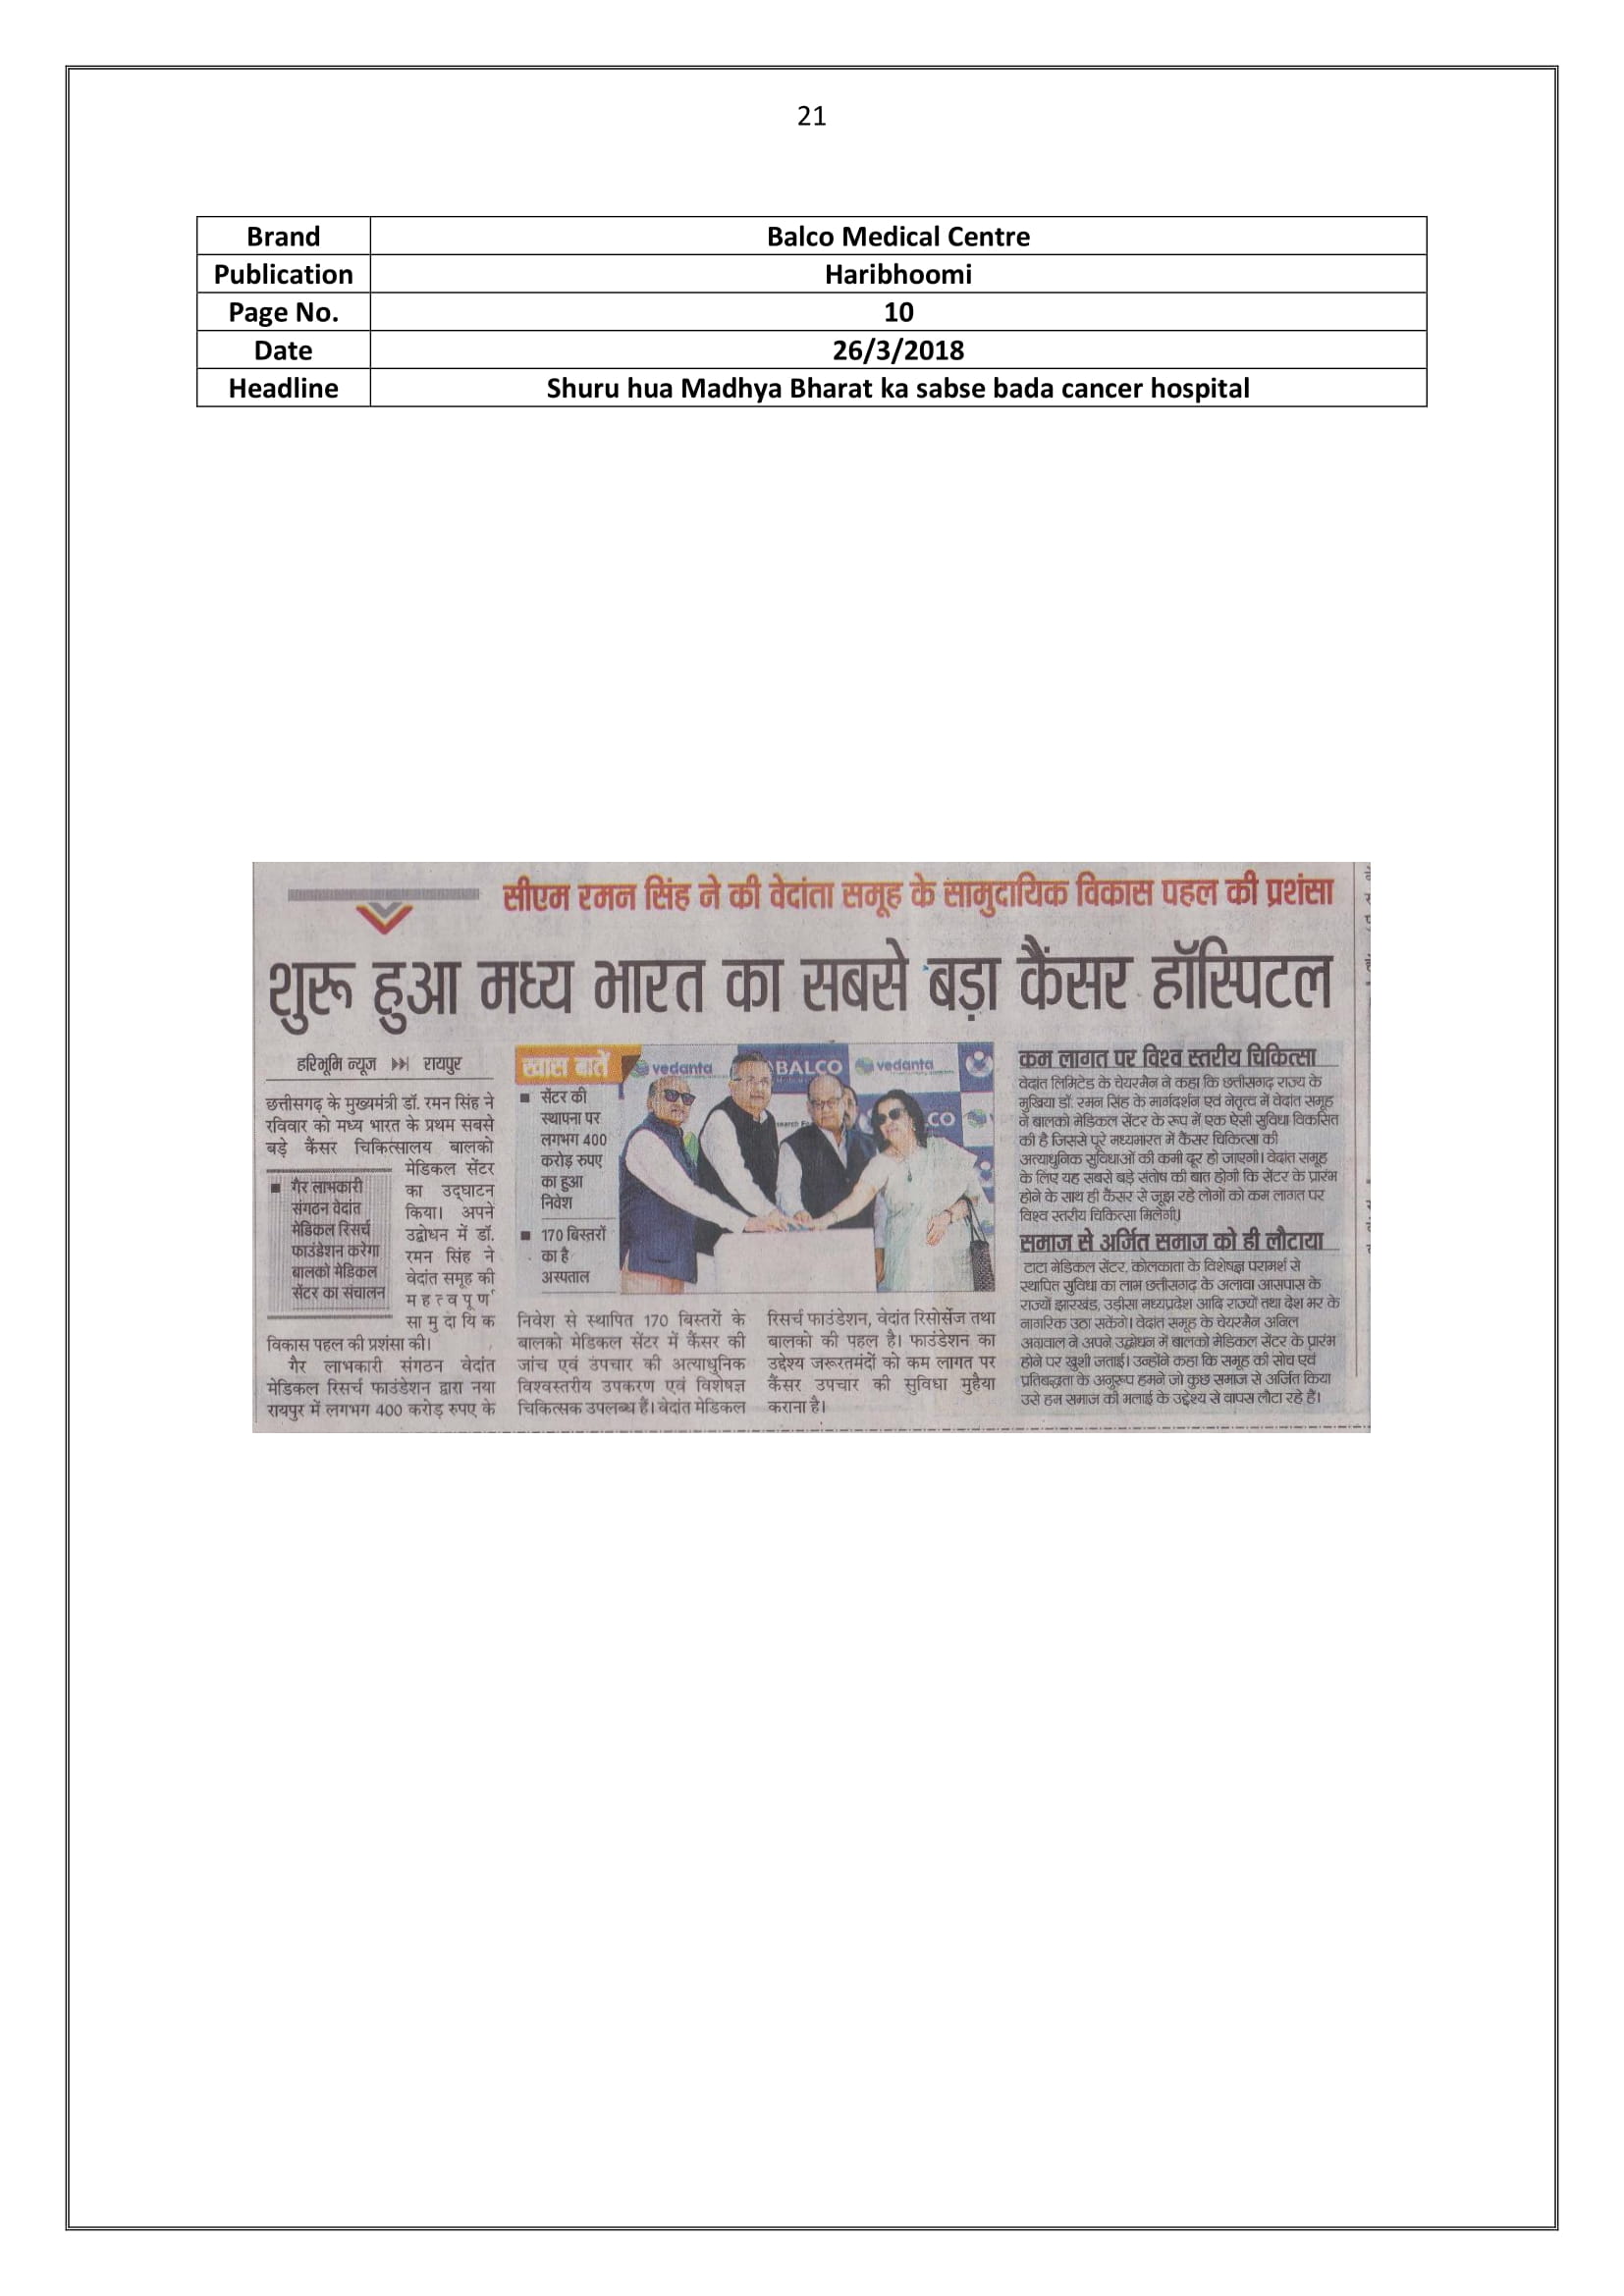 21
Brand Balco Medical Centre
Publication Haribhoomi
Page No. 10
Date 26/3/2018
Headline Shuru hua Madhya Bharat ka sabse bada cancer hospital
सीएम रमन सिंह ने की वेदांता समूह के सामुदायिक विकास पहल की प्रशंसा
शुरू हुआ मध्य भारत का सबसे बड़ा कैंसर हॉस्पिटल
हरिभूमि न्यूज रायपुर
छत्तीसगढ़ के मुख्यमंत्री डॉ. रमन सिंह ने
रविवार को मध्य भारत के प्रथम सबसे
बड़े कैंसर चिकित्सालय बालको
मेडिकल सेंटर
का उद्घाटन
किया। अपने
उद्बोधन में डॉ.
रमन सिंह ने
वेदांत समूह की
महत्वपूर्ण
सामुदायिक
विकास पहल की प्रशंसा की।
■ गैर लाभकारी
संगठन वेदांत
मेडिकल रिसर्च
फाउंडेशन करेगा
बालको मेडिकल
सेंटर का संचालन
गैर लाभकारी संगठन वेदांत
मेडिकल रिसर्च फाउंडेशन द्वारा नया
रायपुर में लगभग 400 करोड़ रुपए के
खास बातें
■ सेंटर की
स्थापना पर
लगभग 400
करोड़ रुपए
का हुआ
निवेश
■ 170 बिस्तरों
का है
अस्पताल
vedanta
BALCO
vedanta
CO
निवेश से स्थापित 170 बिस्तरों के
बालको मेडिकल सेंटर में कैंसर की
जांच एवं उपचार की अत्याधुनिक
विश्वस्तरीय उपकरण एवं विशेषज्ञ
चिकित्सक उपलब्ध हैं। वेदांत मेडिकल
रिसर्च फाउंडेशन, वेदांत रिसोर्सेज तथा
बालको की पहल है। फाउंडेशन का
उद्देश्य जरूरतमंदों को कम लागत पर
कैंसर उपचार की सुविधा मुहैया
कराना है।
कम लागत पर विश्व स्तरीय चिकित्सा
वेदांत लिमिटेड के चेयरमैन ने कहा कि छत्तीसगढ़ राज्य के
मुखिया डॉ. रमन सिंह के मार्गदर्शन एवं नेतृत्व में वेदांत समूह
ने बालको मेडिकल सेंटर के रूप में एक ऐसी सुविधा विकसित
की है जिससे पूरे मध्यभारत में कैंसर चिकित्सा की
अत्याधुनिक सुविधाओं की कमी दूर हो जाएगी। वेदांत समूह
के लिए यह सबसे बड़े संतोष की बात होगी कि सेंटर के प्रारंभ
होने के साथ ही कैंसर से जूझ रहे लोगों को कम लागत पर
विश्व स्तरीय चिकित्सा मिलेगी।
समाज से अर्जित समाज को ही लौटाया
टाटा मेडिकल सेंटर, कोलकाता के विशेषज्ञ परामर्श से
स्थापित सुविधा का लाभ छत्तीसगढ़ के अलावा आसपास के
राज्यों झारखंड, उड़ीसा मध्यप्रदेश आदि राज्यों तथा देश भर के
नागरिक उठा सकेंगे। वेदांत समूह के चेयरमैन अनिल
अग्रवाल ने अपने उद्बोधन में बालको मेडिकल सेंटर के प्रारंभ
होने पर खुशी जताई। उन्होंने कहा कि समूह की सोच एवं
प्रतिबद्धता के अनुरूप हमने जो कुछ समाज से अर्जित किया
उसे हम समाज की भलाई के उद्देश्य से वापस लौटा रहे हैं।